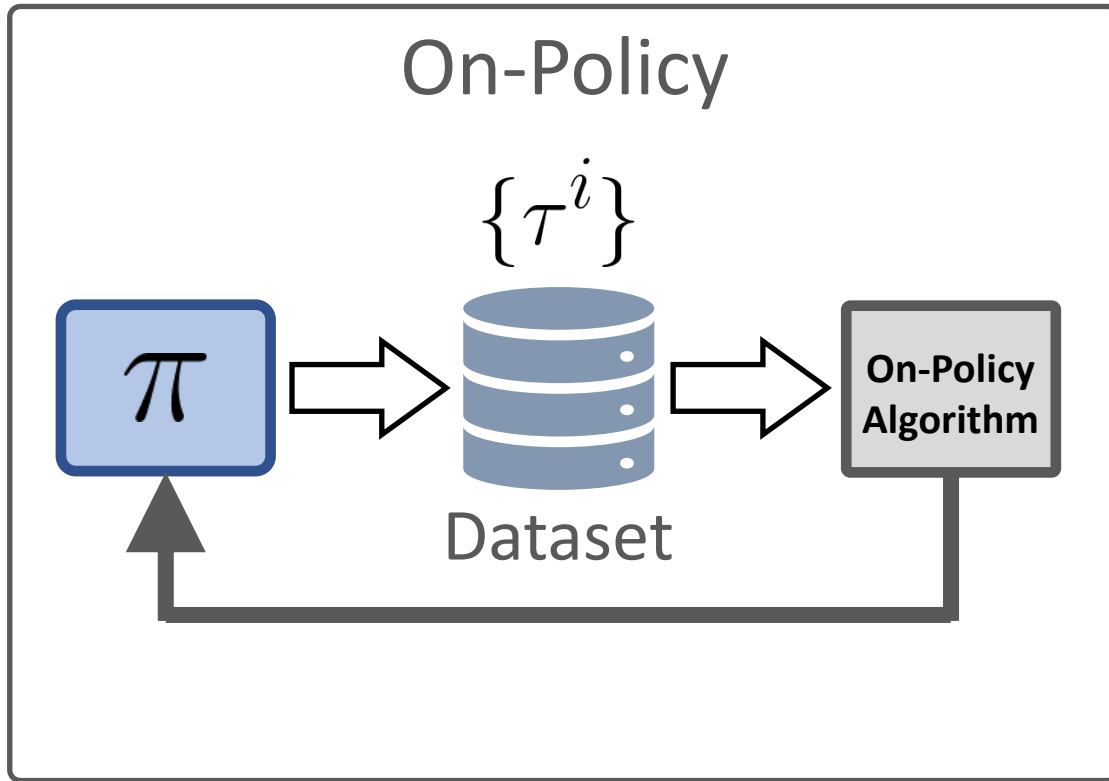 On-Policy
{τ^i}
π
On-Policy
Algorithm
Dataset